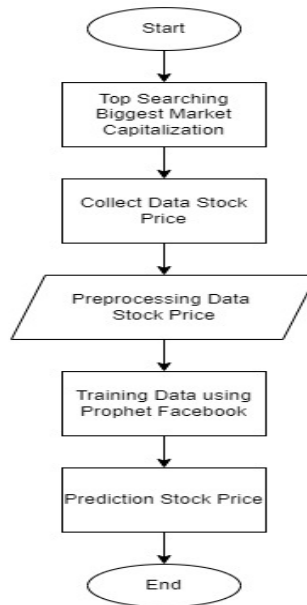 Start
Top Searching
Biggest Market
Capitalization
Collect Data Stock
Price
Preprocessing Data
Stock Price
Training Data using
Prophet Facebook
Prediction Stock Price
End